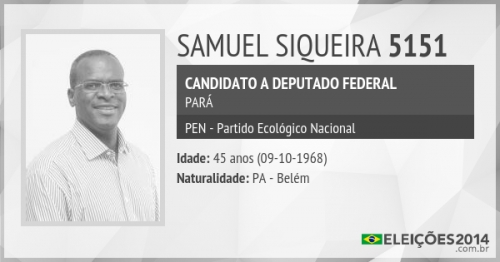 SAMUEL SIQUEIRA 5151
CANDIDATO A DEPUTADO FEDERAL
PARÁ
PEN - Partido Ecológico Nacional
Idade: 45 anos (09-10-1968)
Naturalidade: PA - Belém
ELEIÇÕES2014
.com.br